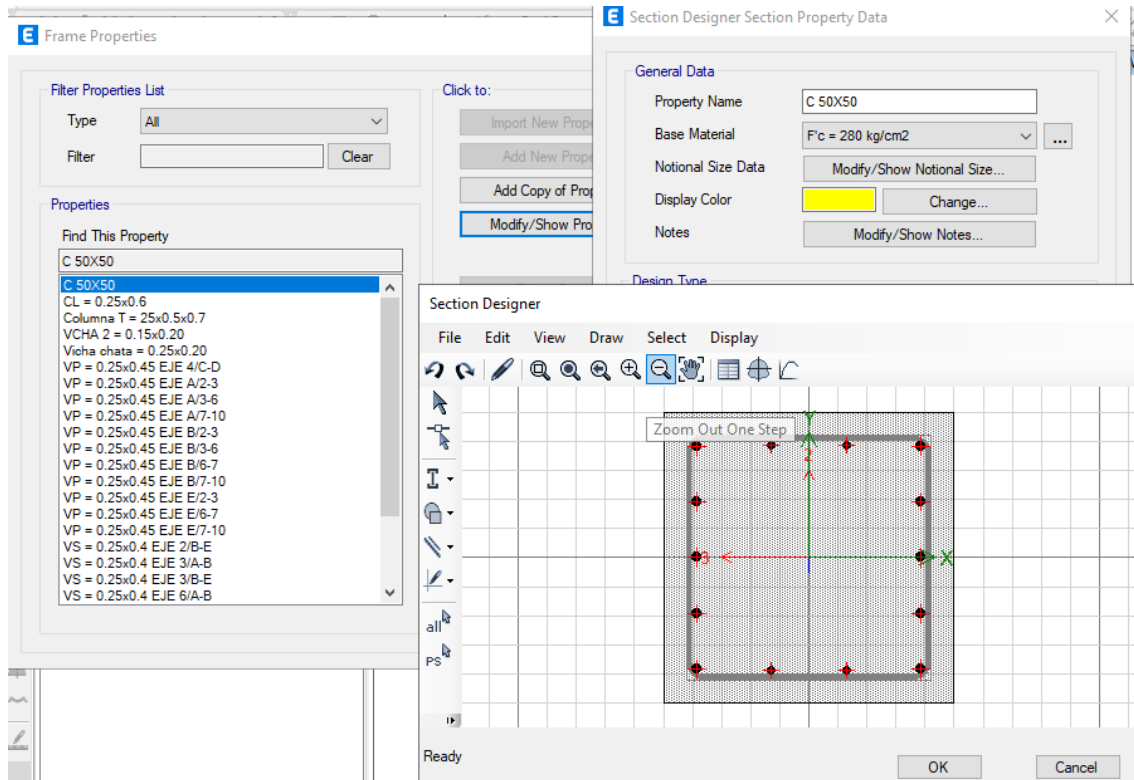 E Frame Properties
Filter Properties List
Type All
Filter Clear
Properties
Find This Property
C 50X50
C 50X50
CL = 0.25x0.6
Columna T = 25x0.5x0.7
VCHA 2 = 0.15x0.20
Vicha chata = 0.25x0.20
VP = 0.25x0.45 EJE 4/C-D
VP = 0.25x0.45 EJE A/2-3
VP = 0.25x0.45 EJE A/3-6
VP = 0.25x0.45 EJE A/7-10
VP = 0.25x0.45 EJE B/2-3
VP = 0.25x0.45 EJE B/3-6
VP = 0.25x0.45 EJE B/6-7
VP = 0.25x0.45 EJE B/7-10
VP = 0.25x0.45 EJE E/2-3
VP = 0.25x0.45 EJE E/6-7
VP = 0.25x0.45 EJE E/7-10
VS = 0.25x0.4 EJE 2/B-E
VS = 0.25x0.4 EJE 3/A-B
VS = 0.25x0.4 EJE 3/B-E
VS = 0.25x0.4 EJE 6/A-B
Click to:
Import New Prope
Add New Prope
Add Copy of Prop
Modify/Show Pro
E Section Designer Section Property Data
General Data
Property Name C 50X50
Base Material F'c = 280 kg/cm2 ...
Notional Size Data Modify/Show Notional Size...
Display Color Change...
Notes Modify/Show Notes...
Design Type
Section Designer
File Edit View Draw Select Display
Zoom Out One Step
Y
2
3
X
all
PS
Ready
OK Cancel